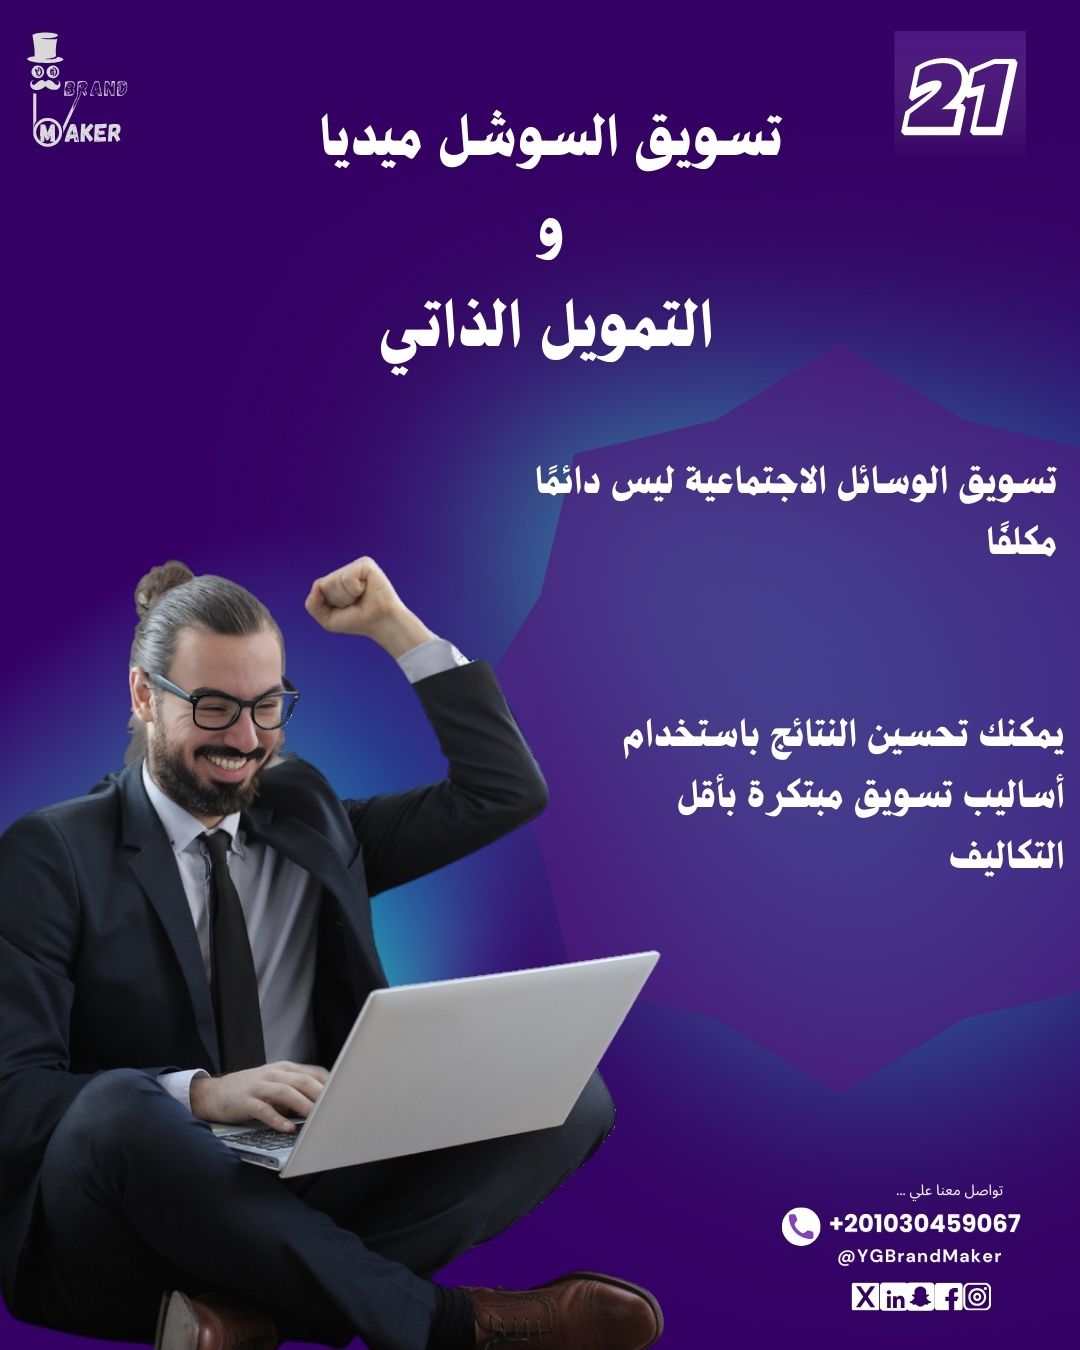 BRAND
MAKER
21
تسويق السوشل ميديا
و
التمويل الذاتي
تسويق الوسائل الاجتماعية ليس دائمًا
مكلفًا
يمكنك تحسين النتائج باستخدام
أساليب تسويق مبتكرة بأقل
التكاليف
تواصل معنا علي ...
+201030459067
@YGBrandMaker